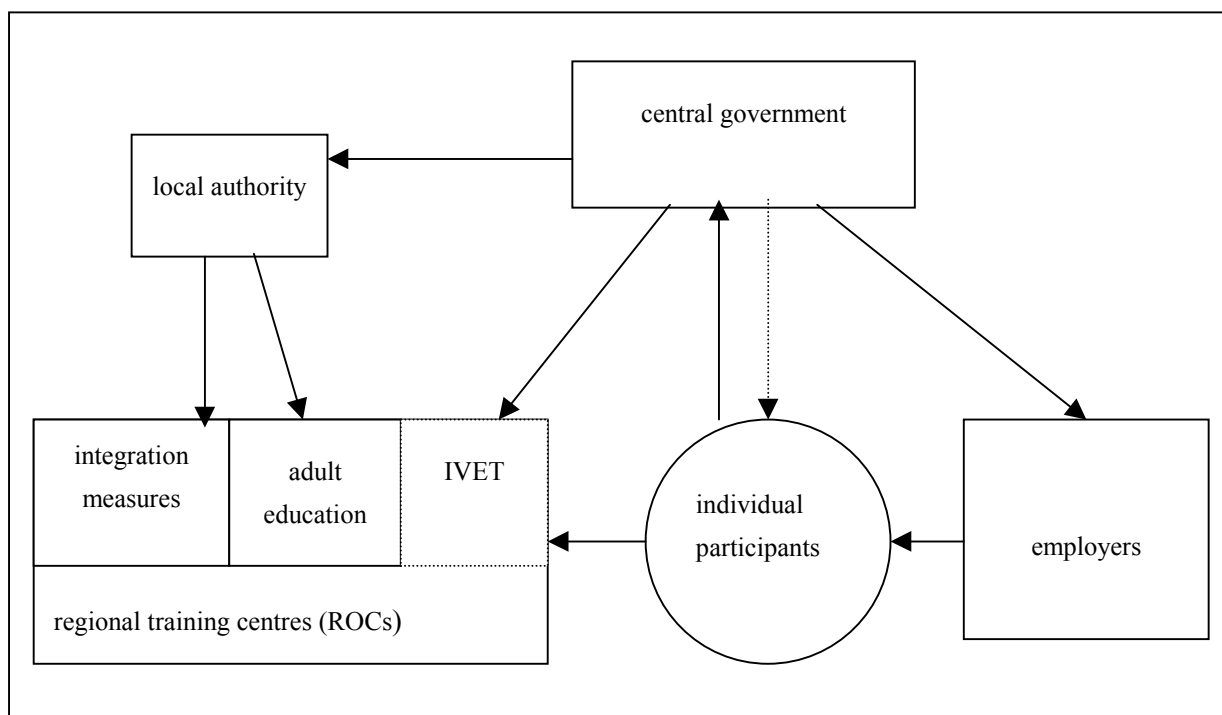 central government
local authority
integration
measures
adult
education
IVET
individual
participants
employers
regional training centres (ROCs)